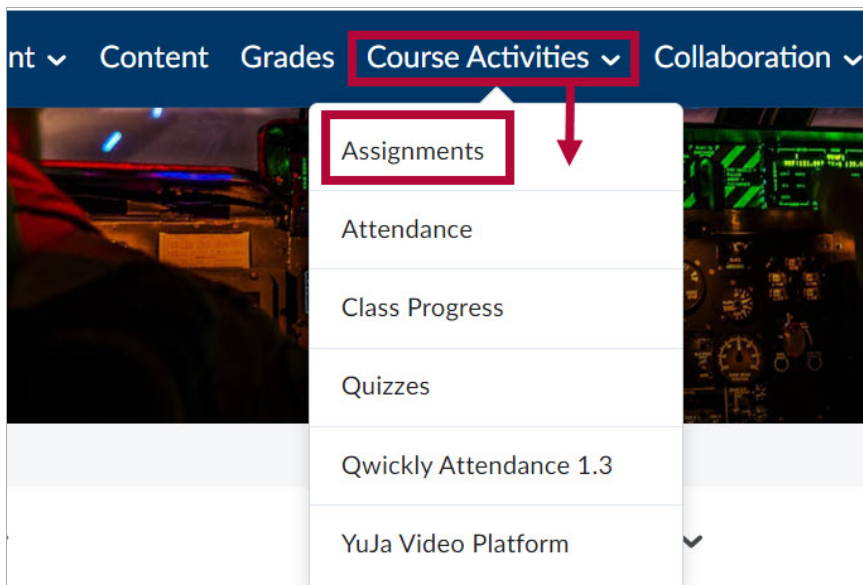 nt Content Grades Course Activities Collaboration
Assignments
Attendance
Class Progress
Quizzes
Qwickly Attendance 1.3
YuJa Video Platform